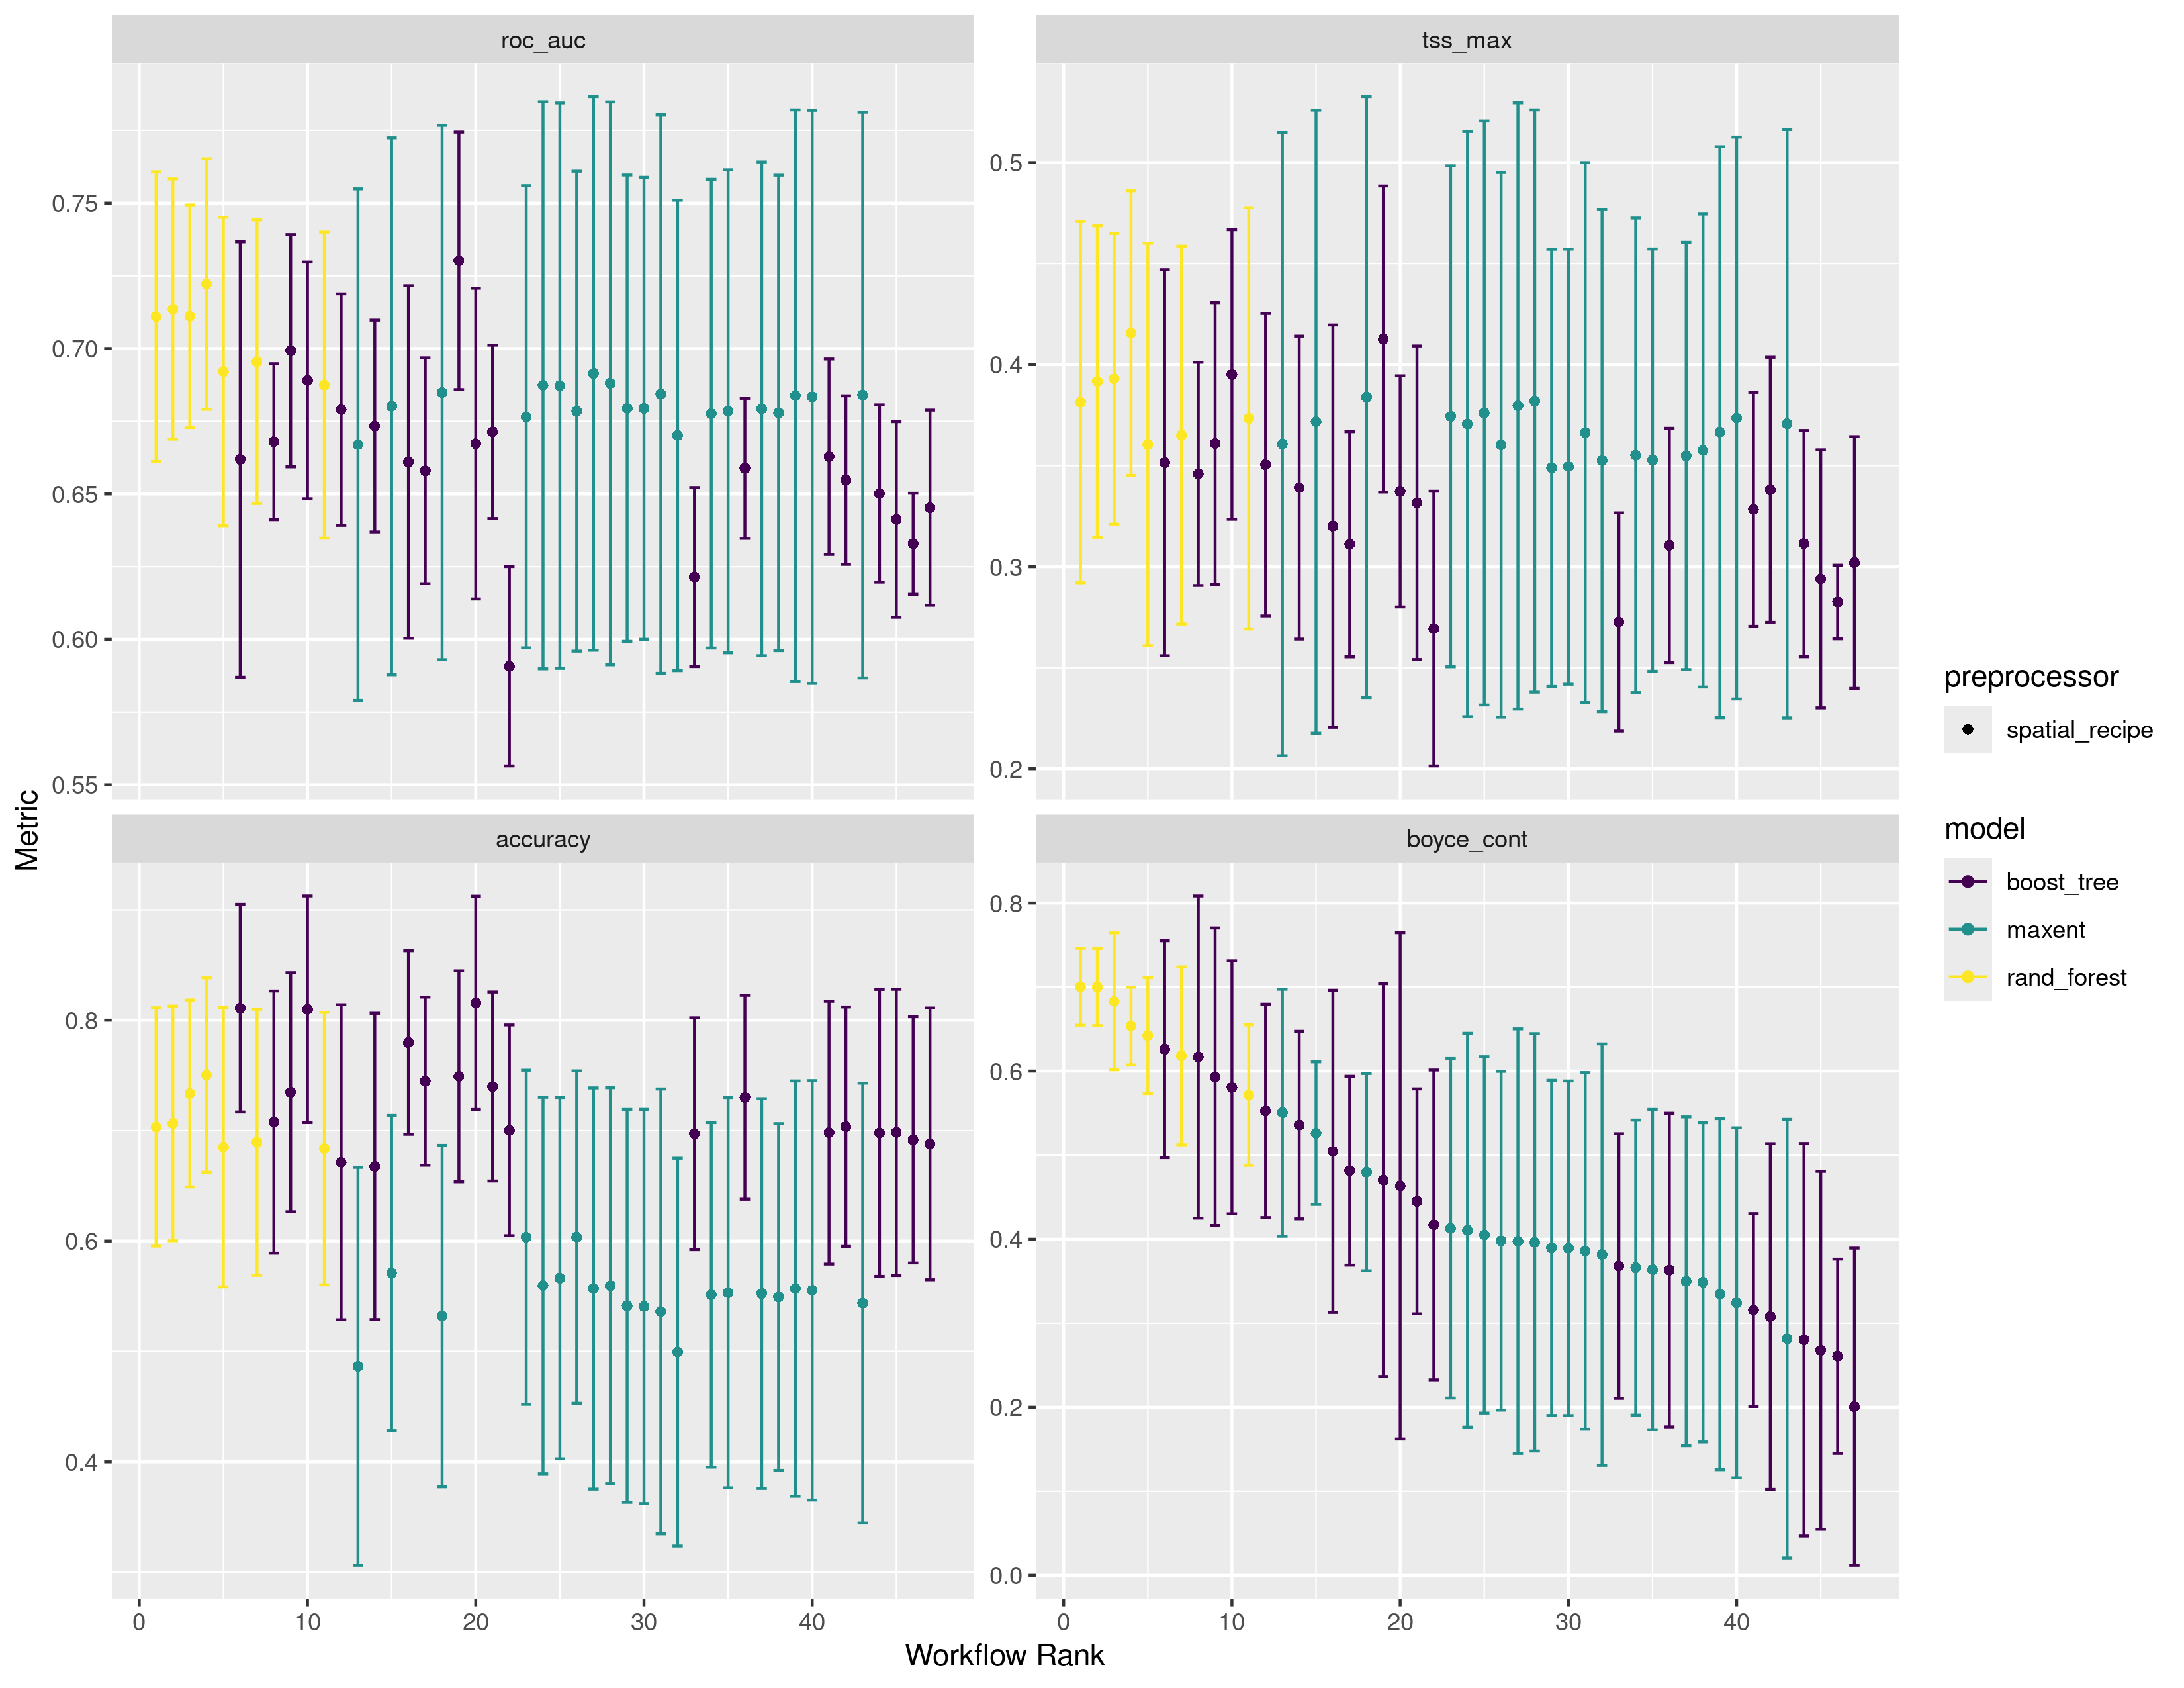 roc_auc
tss_max
0.75
0.70
0.65
0.60
0.55
0.5
0.4
0.3
0.2
accuracy
boyce_cont
0.8
0.6
0.4
0.8
0.6
0.4
0.2
0.0
0 10 20 30 40
0 10 20 30 40
Workflow Rank
Metric
preprocessor
spatial_recipe
model
boost_tree
maxent
rand_forest